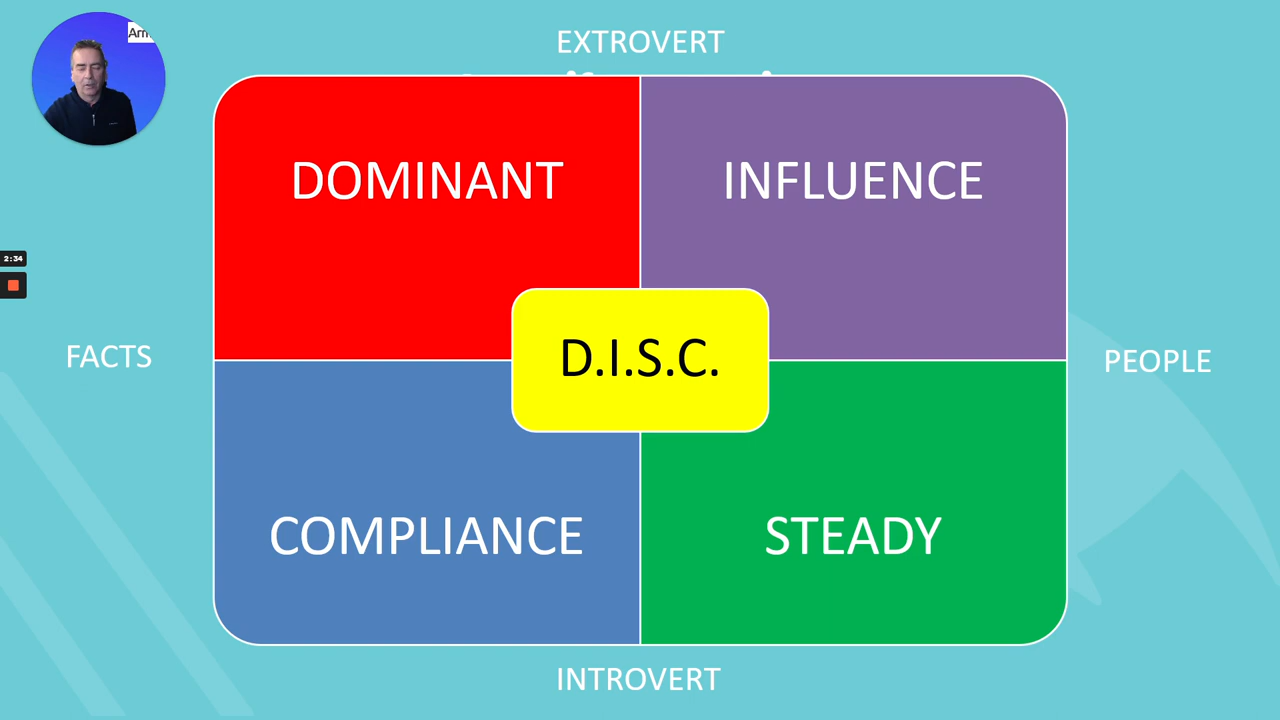 EXTROVERT
DOMINANT
INFLUENCE
2:34
FACTS
D.I.S.C.
PEOPLE
COMPLIANCE
STEADY
INTROVERT